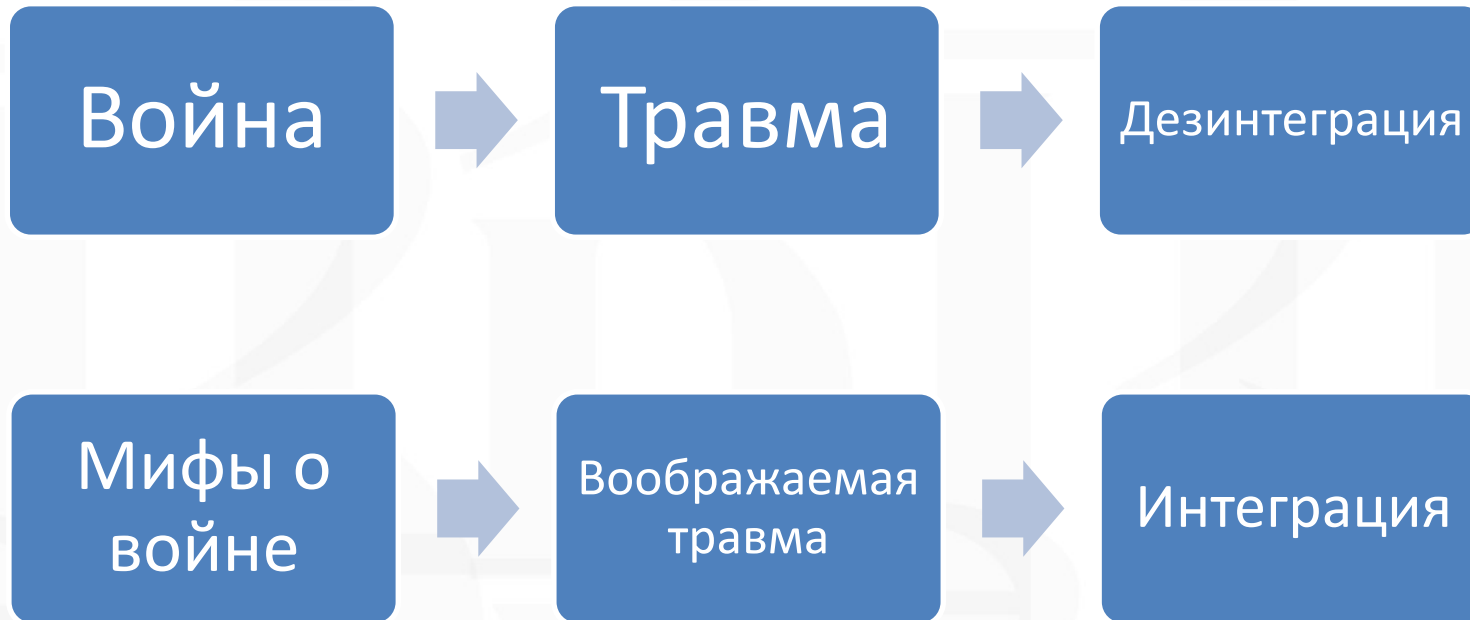 Война
Травма
Дезинтеграция
Мифы о
войне
Воображаемая
травма
Интеграция